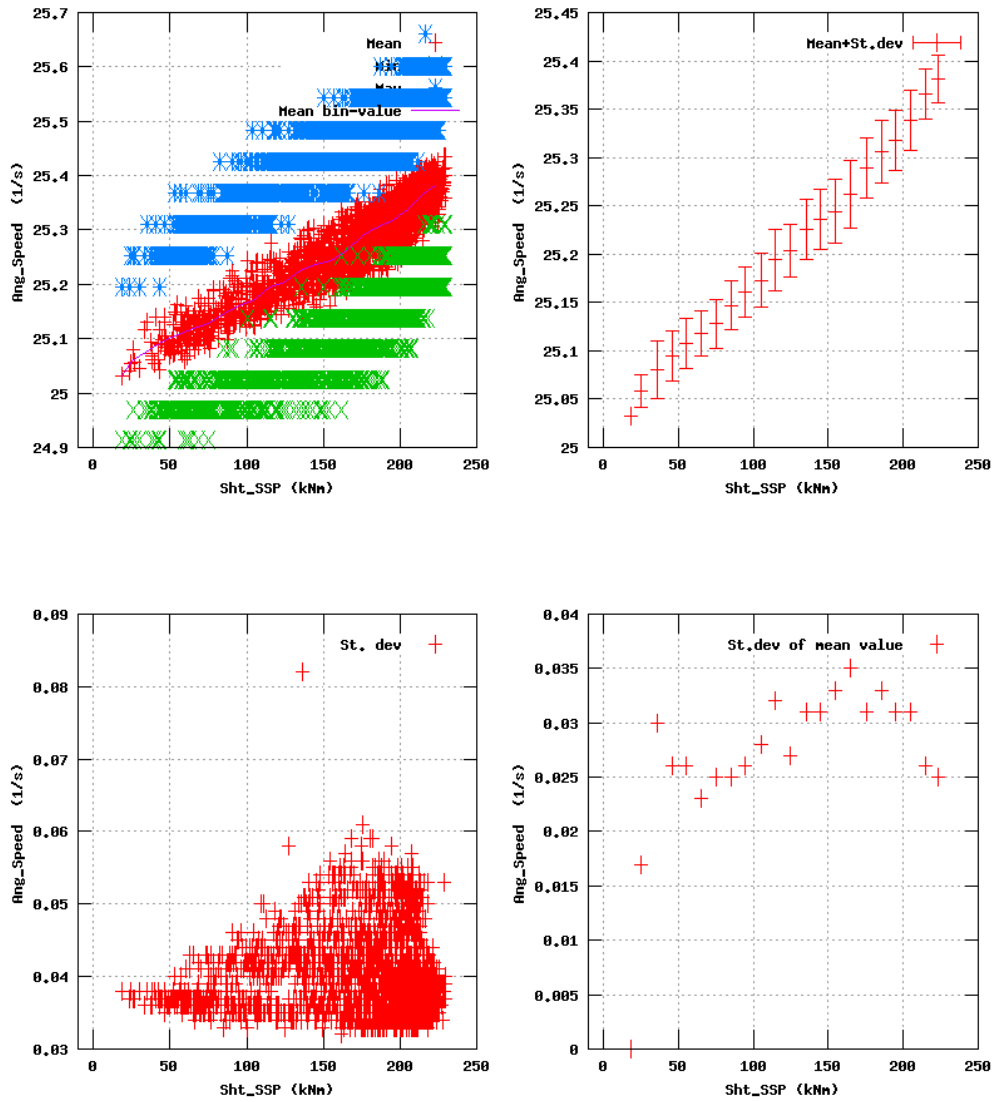 25.7
25.6
25.5
25.4
25.3
25.2
25.1
25
24.9
Ang_Speed (1/s)
Mean
Mean bin-value
0 50 100 150 200 250
Sht_SSP (kNm)
25.45
25.4
25.35
25.3
25.25
25.2
25.15
25.1
25.05
25
Ang_Speed (1/s)
Mean+St.dev
0 50 100 150 200 250
Sht_SSP (kNm)
0.09
0.08
0.07
0.06
0.05
0.04
0.03
Ang_Speed (1/s)
St. dev
0 50 100 150 200 250
Sht_SSP (kNm)
0.04
0.035
0.03
0.025
0.02
0.015
0.01
0.005
0
Ang_Speed (1/s)
St.dev of mean value
0 50 100 150 200 250
Sht_SSP (kNm)